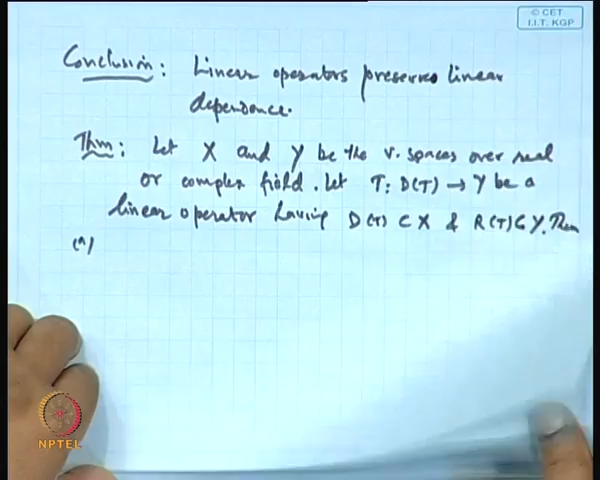 © CET
I.I.T. KGP
Conclusion: Linear operators preserves linear
dependence.
Thm: Let X and Y be the v. spaces over real
or complex field. Let T: D(T) → Y be a
linear operator having D(T) ⊂ X & R(T) ⊂ Y. Then
(a)
NPTEL